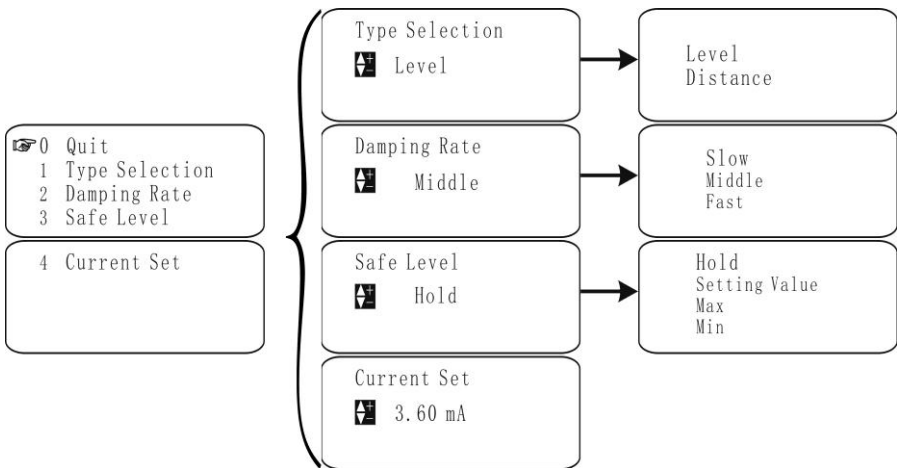 0 Quit
1 Type Selection
2 Damping Rate
3 Safe Level
4 Current Set
Type Selection
Level
Level
Distance
Damping Rate
Middle
Slow
Middle
Fast
Safe Level
Hold
Hold
Setting Value
Max
Min
Current Set
3.60 mA